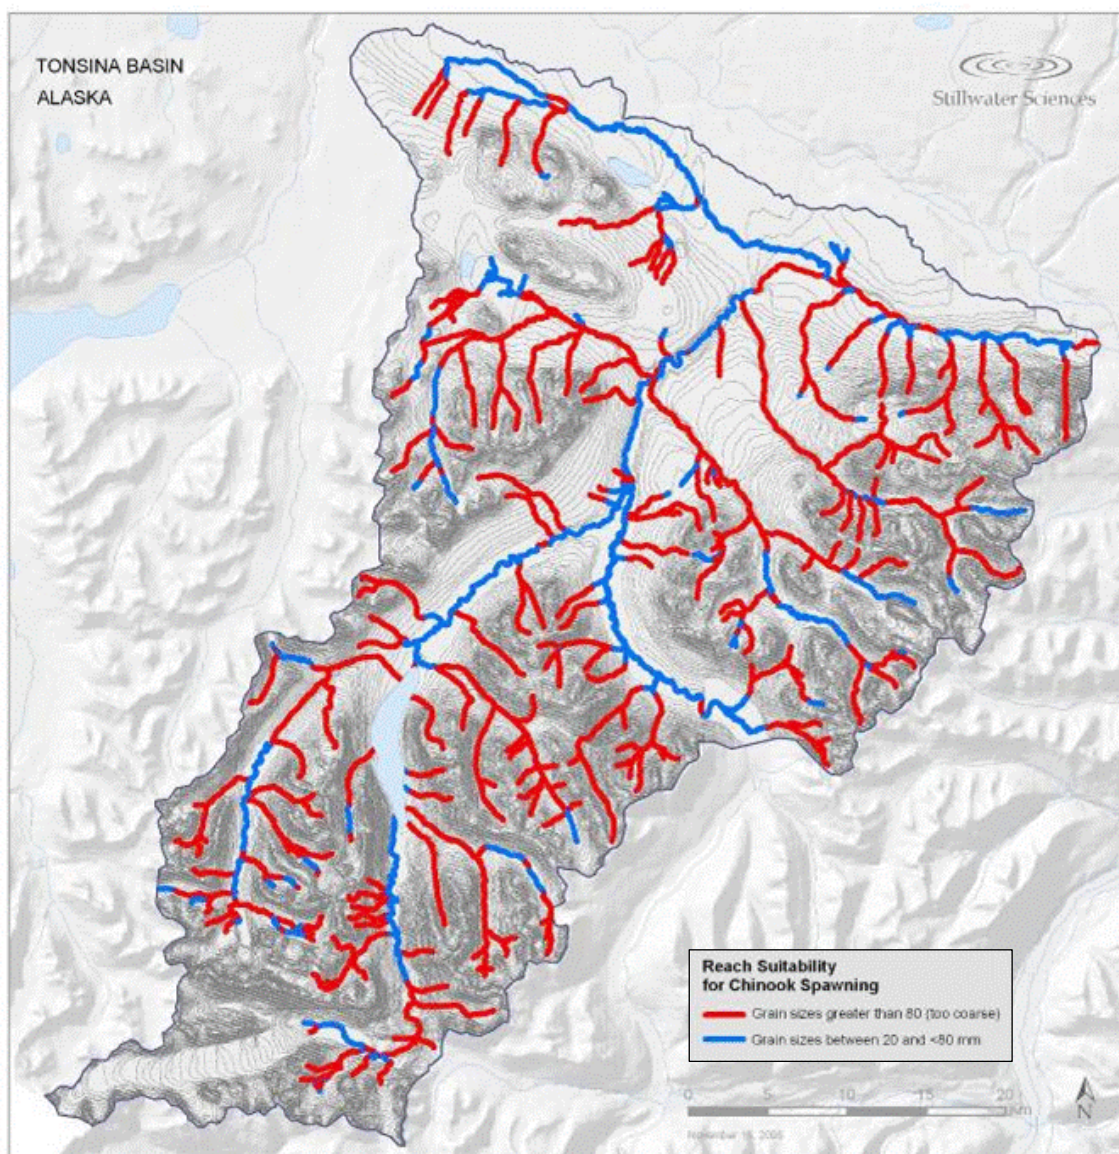 TONSINA BASIN
ALASKA
Stillwater Sciences
Reach Suitability
for Chinook Spawning
Grain sizes greater than 80 (too coarse)
Grain sizes between 20 and <80 mm
0 5 10 15 20
Km
N